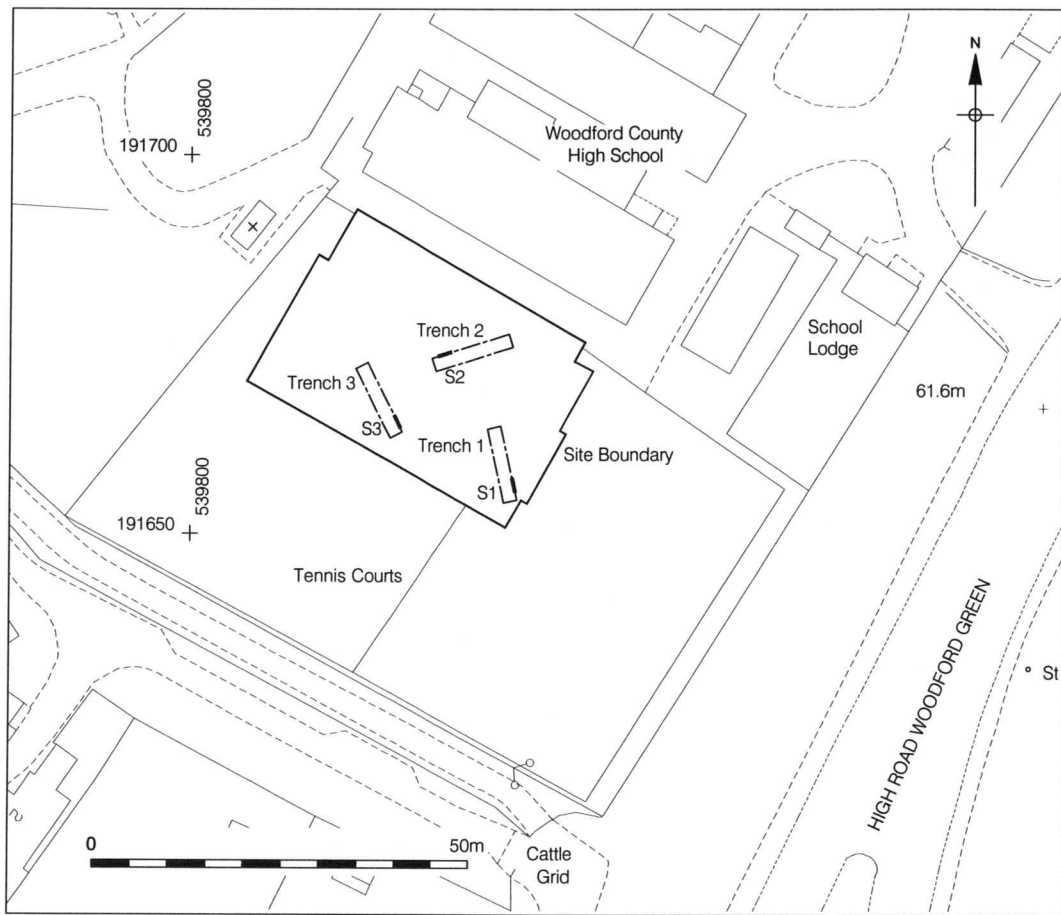 N
539800
191700
Woodford County
High School
Trench 2
School
Lodge
S2
Trench 3
61.6m
S3
Trench 1
Site Boundary
S1
539800
191650
Tennis Courts
HIGH ROAD WOODFORD GREEN
St
2
0
50m
Cattle
Grid